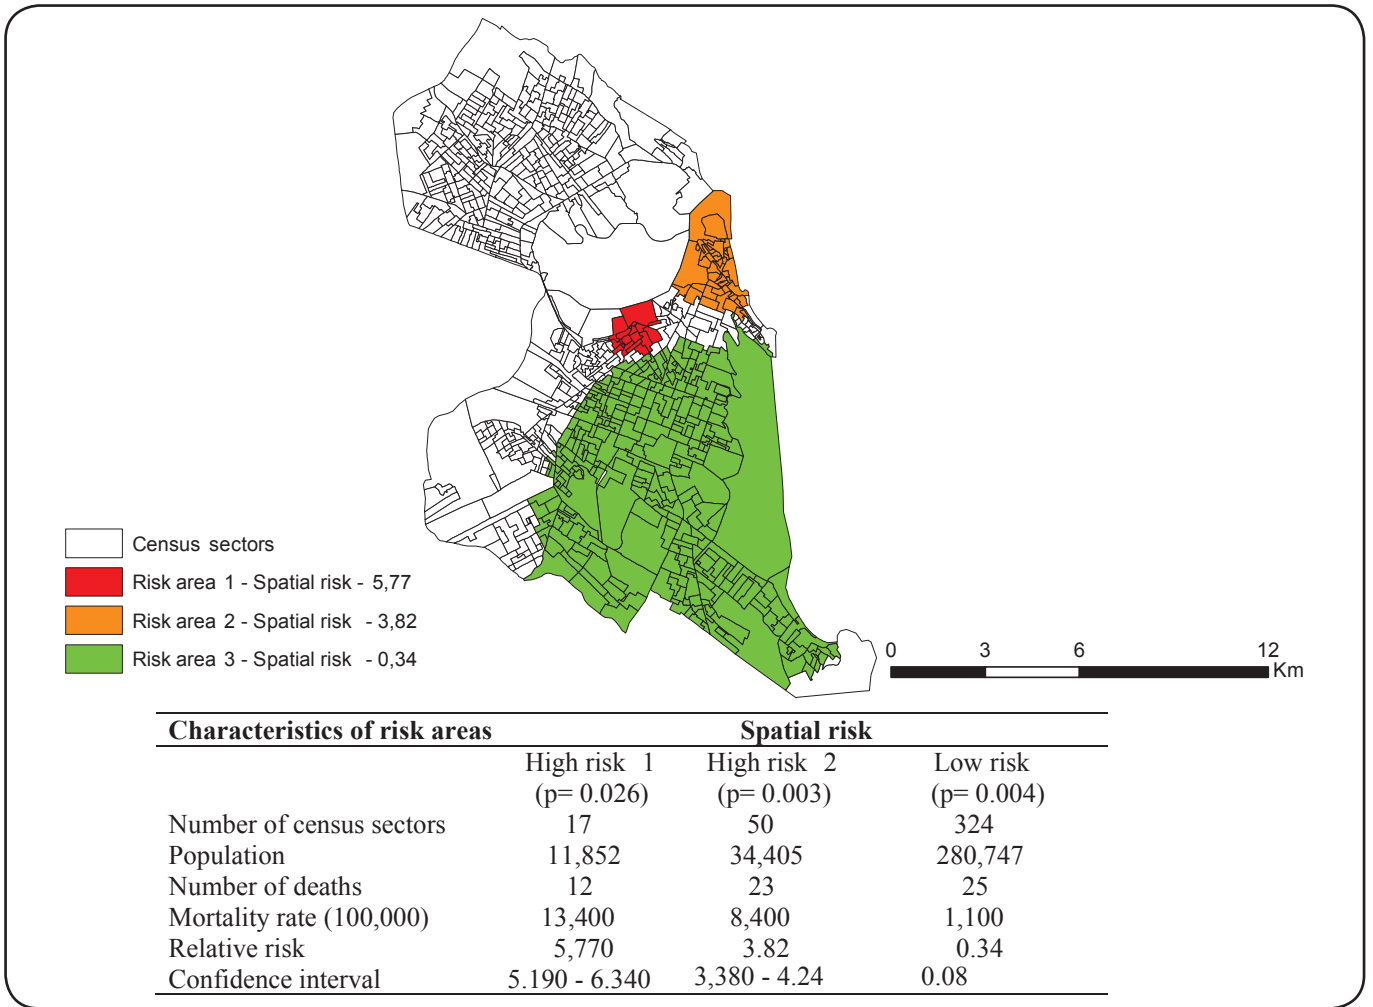 Census sectors
Risk area 1 - Spatial risk - 5,77
Risk area 2 - Spatial risk - 3,82
Risk area 3 - Spatial risk - 0,34
0 3 6 12
Km
Characteristics of risk areas Spatial risk
High risk 1 High risk 2 Low risk
(p= 0.026) (p= 0.003) (p= 0.004)
Number of census sectors 17 50 324
Population 11,852 34,405 280,747
Number of deaths 12 23 25
Mortality rate (100,000) 13,400 8,400 1,100
Relative risk 5,770 3.82 0.34
Confidence interval 5.190 - 6.340 3,380 - 4.24 0.08